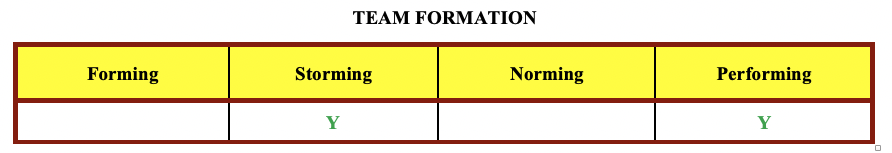 TEAM FORMATION
Forming Storming Norming Performing
Y Y